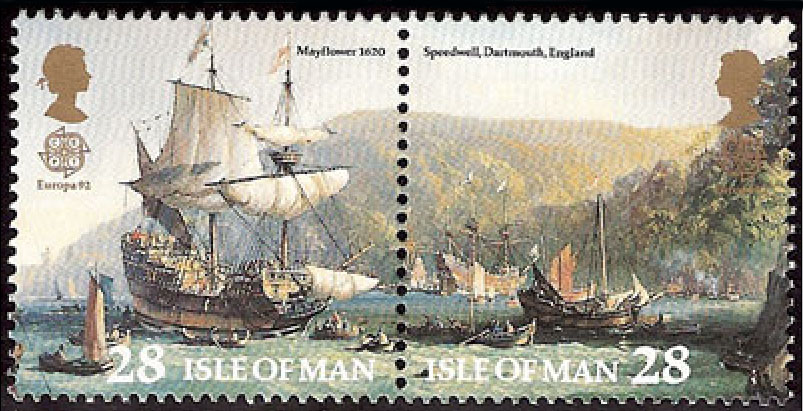 Mayflower 1620
Europa 92
28 ISLE OF MAN
Speedwell, Dartmouth, England
ISLE OF MAN 28